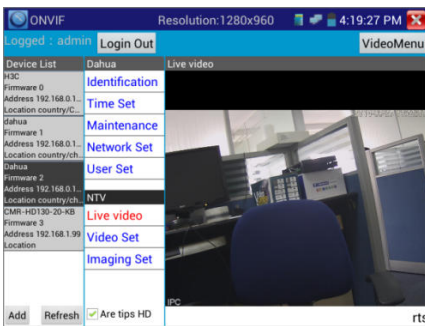 ONVIF Resolution:1280x960 4:19:27 PM
Logged : admin Login Out VideoMenu
Device List
H3C
Firmware 0
Address 192.168.0.1..
Location country/C..
dahua
Firmware 1
Address 192.168.0.1..
Location country/ch..
Dahua
Firmware 2
Address 192.168.0.1..
Location country/ch..
CMR-HD130-20-KB
Firmware 3
Address 192.168.1.99
Location
Add Refresh
Dahua
Identification
Time Set
Maintenance
Network Set
User Set
NTV
Live video
Video Set
Imaging Set
Are tips HD
Live video
IPC
rts